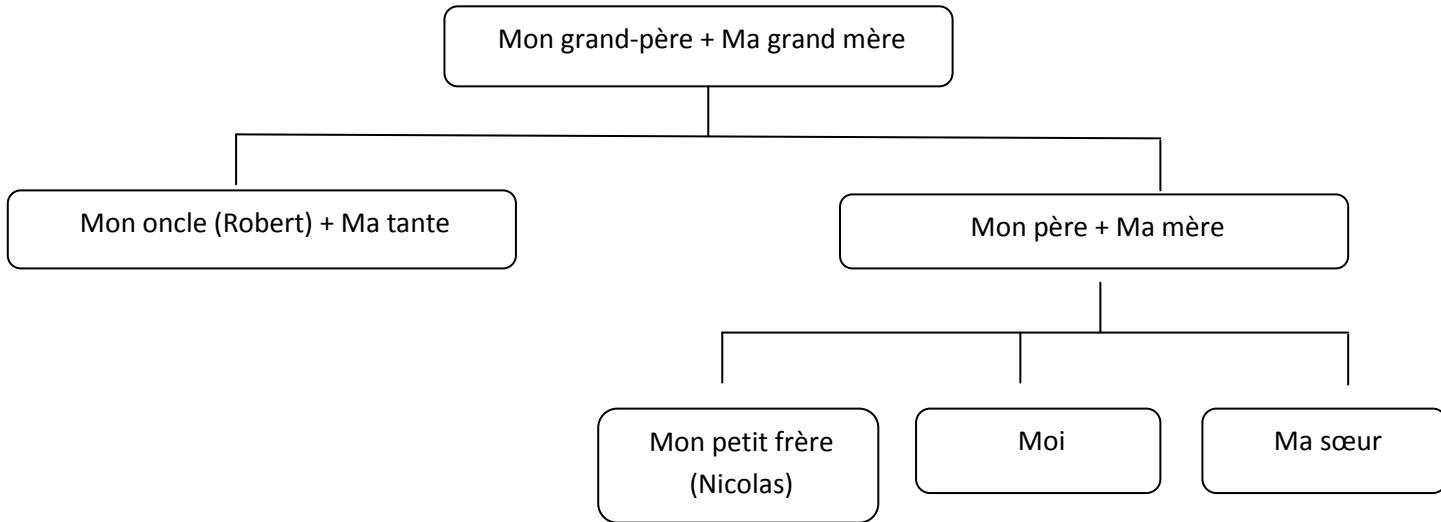 Mon grand-père + Ma grand mère
Mon oncle (Robert) + Ma tante
Mon père + Ma mère
Mon petit frère
(Nicolas)
Moi
Ma sœur